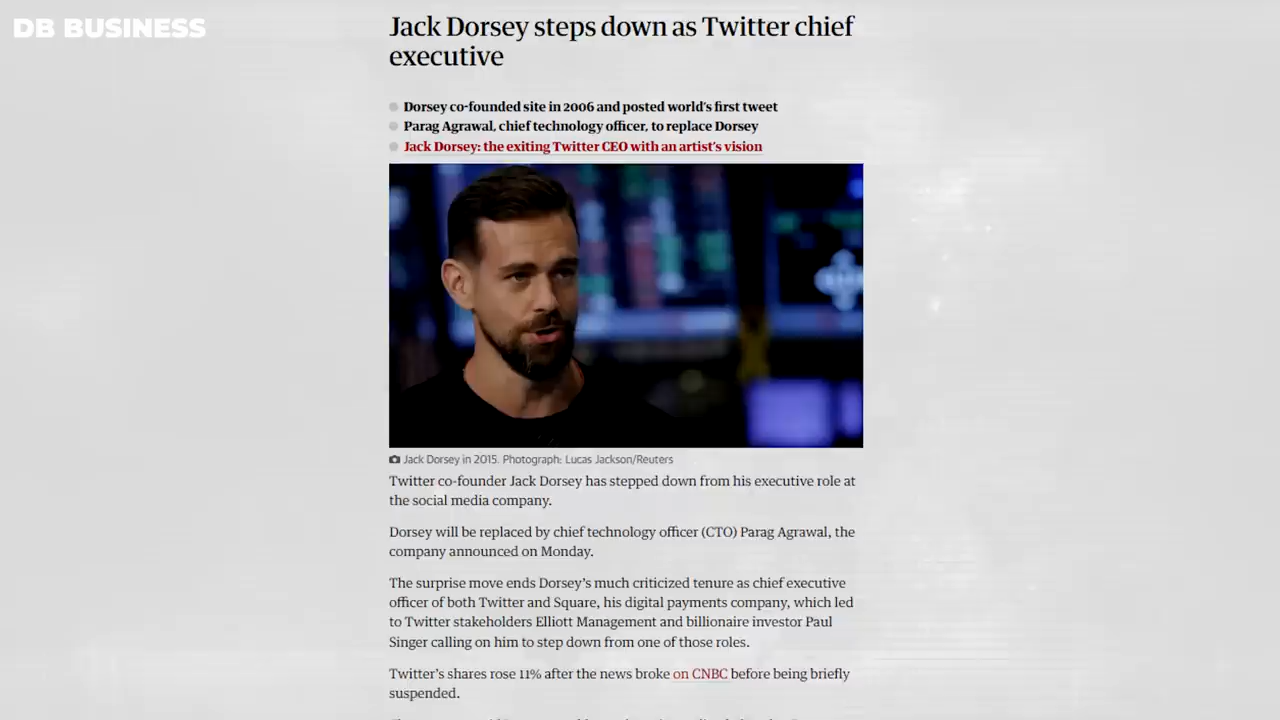 DB BUSINESS
Jack Dorsey steps down as Twitter chief
executive
Dorsey co-founded site in 2006 and posted world's first tweet
Parag Agrawal, chief technology officer, to replace Dorsey
Jack Dorsey: the exiting Twitter CEO with an artist's vision
Jack Dorsey in 2015. Photograph: Lucas Jackson/Reuters
Twitter co-founder Jack Dorsey has stepped down from his executive role at
the social media company.
Dorsey will be replaced by chief technology officer (CTO) Parag Agrawal, the
company announced on Monday.
The surprise move ends Dorsey's much criticized tenure as chief executive
officer of both Twitter and Square, his digital payments company, which led
to Twitter stakeholders Elliott Management and billionaire investor Paul
Singer calling on him to step down from one of those roles.
Twitter's shares rose 11% after the news broke on CNBC before being briefly
suspended.